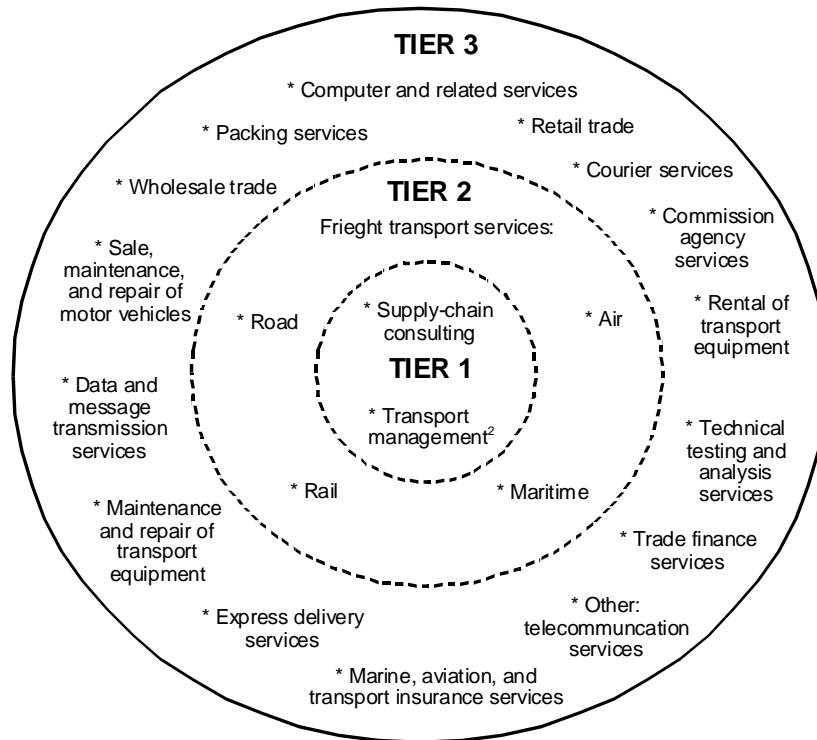 TIER 3
* Computer and related services
* Packing services
* Retail trade
* Wholesale trade
* Courier services
TIER 2
Frieght transport services:
* Commission
agency
services
* Sale,
maintenance,
and repair of
motor vehicles
* Road
* Supply-chain
consulting
* Air
* Rental of
transport
equipment
TIER 1
* Data and
message
transmission
services
* Transport
management2
* Technical
testing and
analysis
services
* Rail
* Maritime
* Maintenance
and repair of
transport
equipment
* Trade finance
services
* Express delivery
services
* Other:
telecommuncation
services
* Marine, aviation, and
transport insurance services